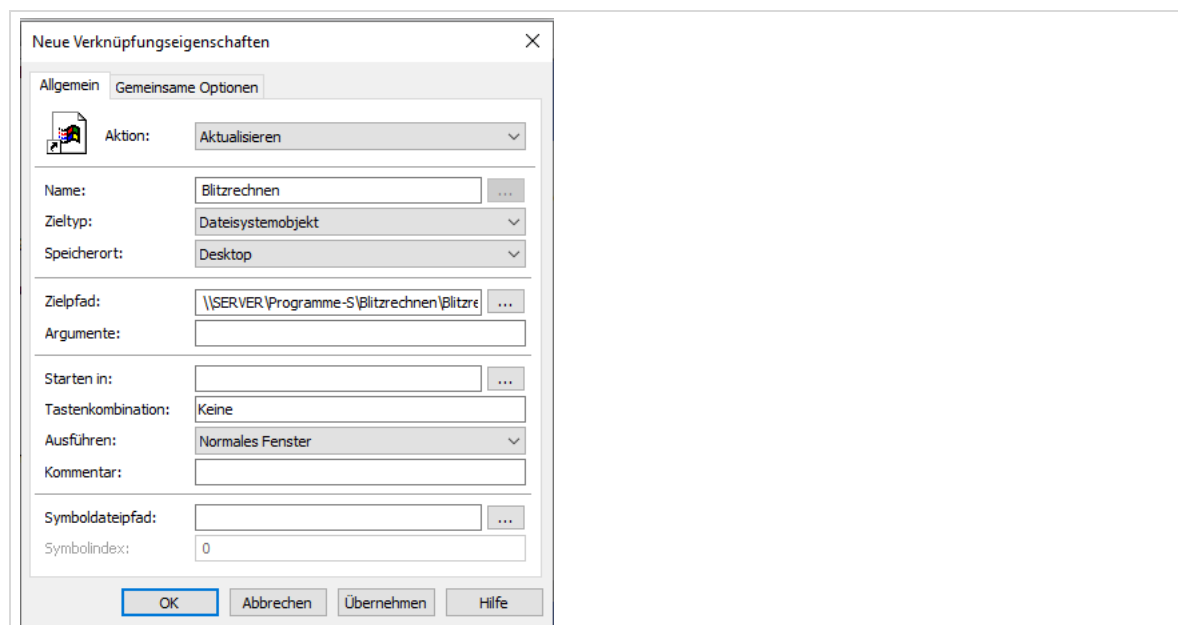 Neue Verknüpfungseigenschaften
Allgemein Gemeinsame Optionen
Aktion: Aktualisieren
Name: Blitzrechnen ...
Zieltyp: Dateisystemobjekt
Speicherort: Desktop
Zielpfad: \\SERVER\Programme-S\Blitzrechnen\Blitzre ...
Argumente:
Starten in: ...
Tastenkombination: Keine
Ausführen: Normales Fenster
Kommentar:
Symboldateipfad: ...
Symbolindex: 0
OK Abbrechen Übernehmen Hilfe